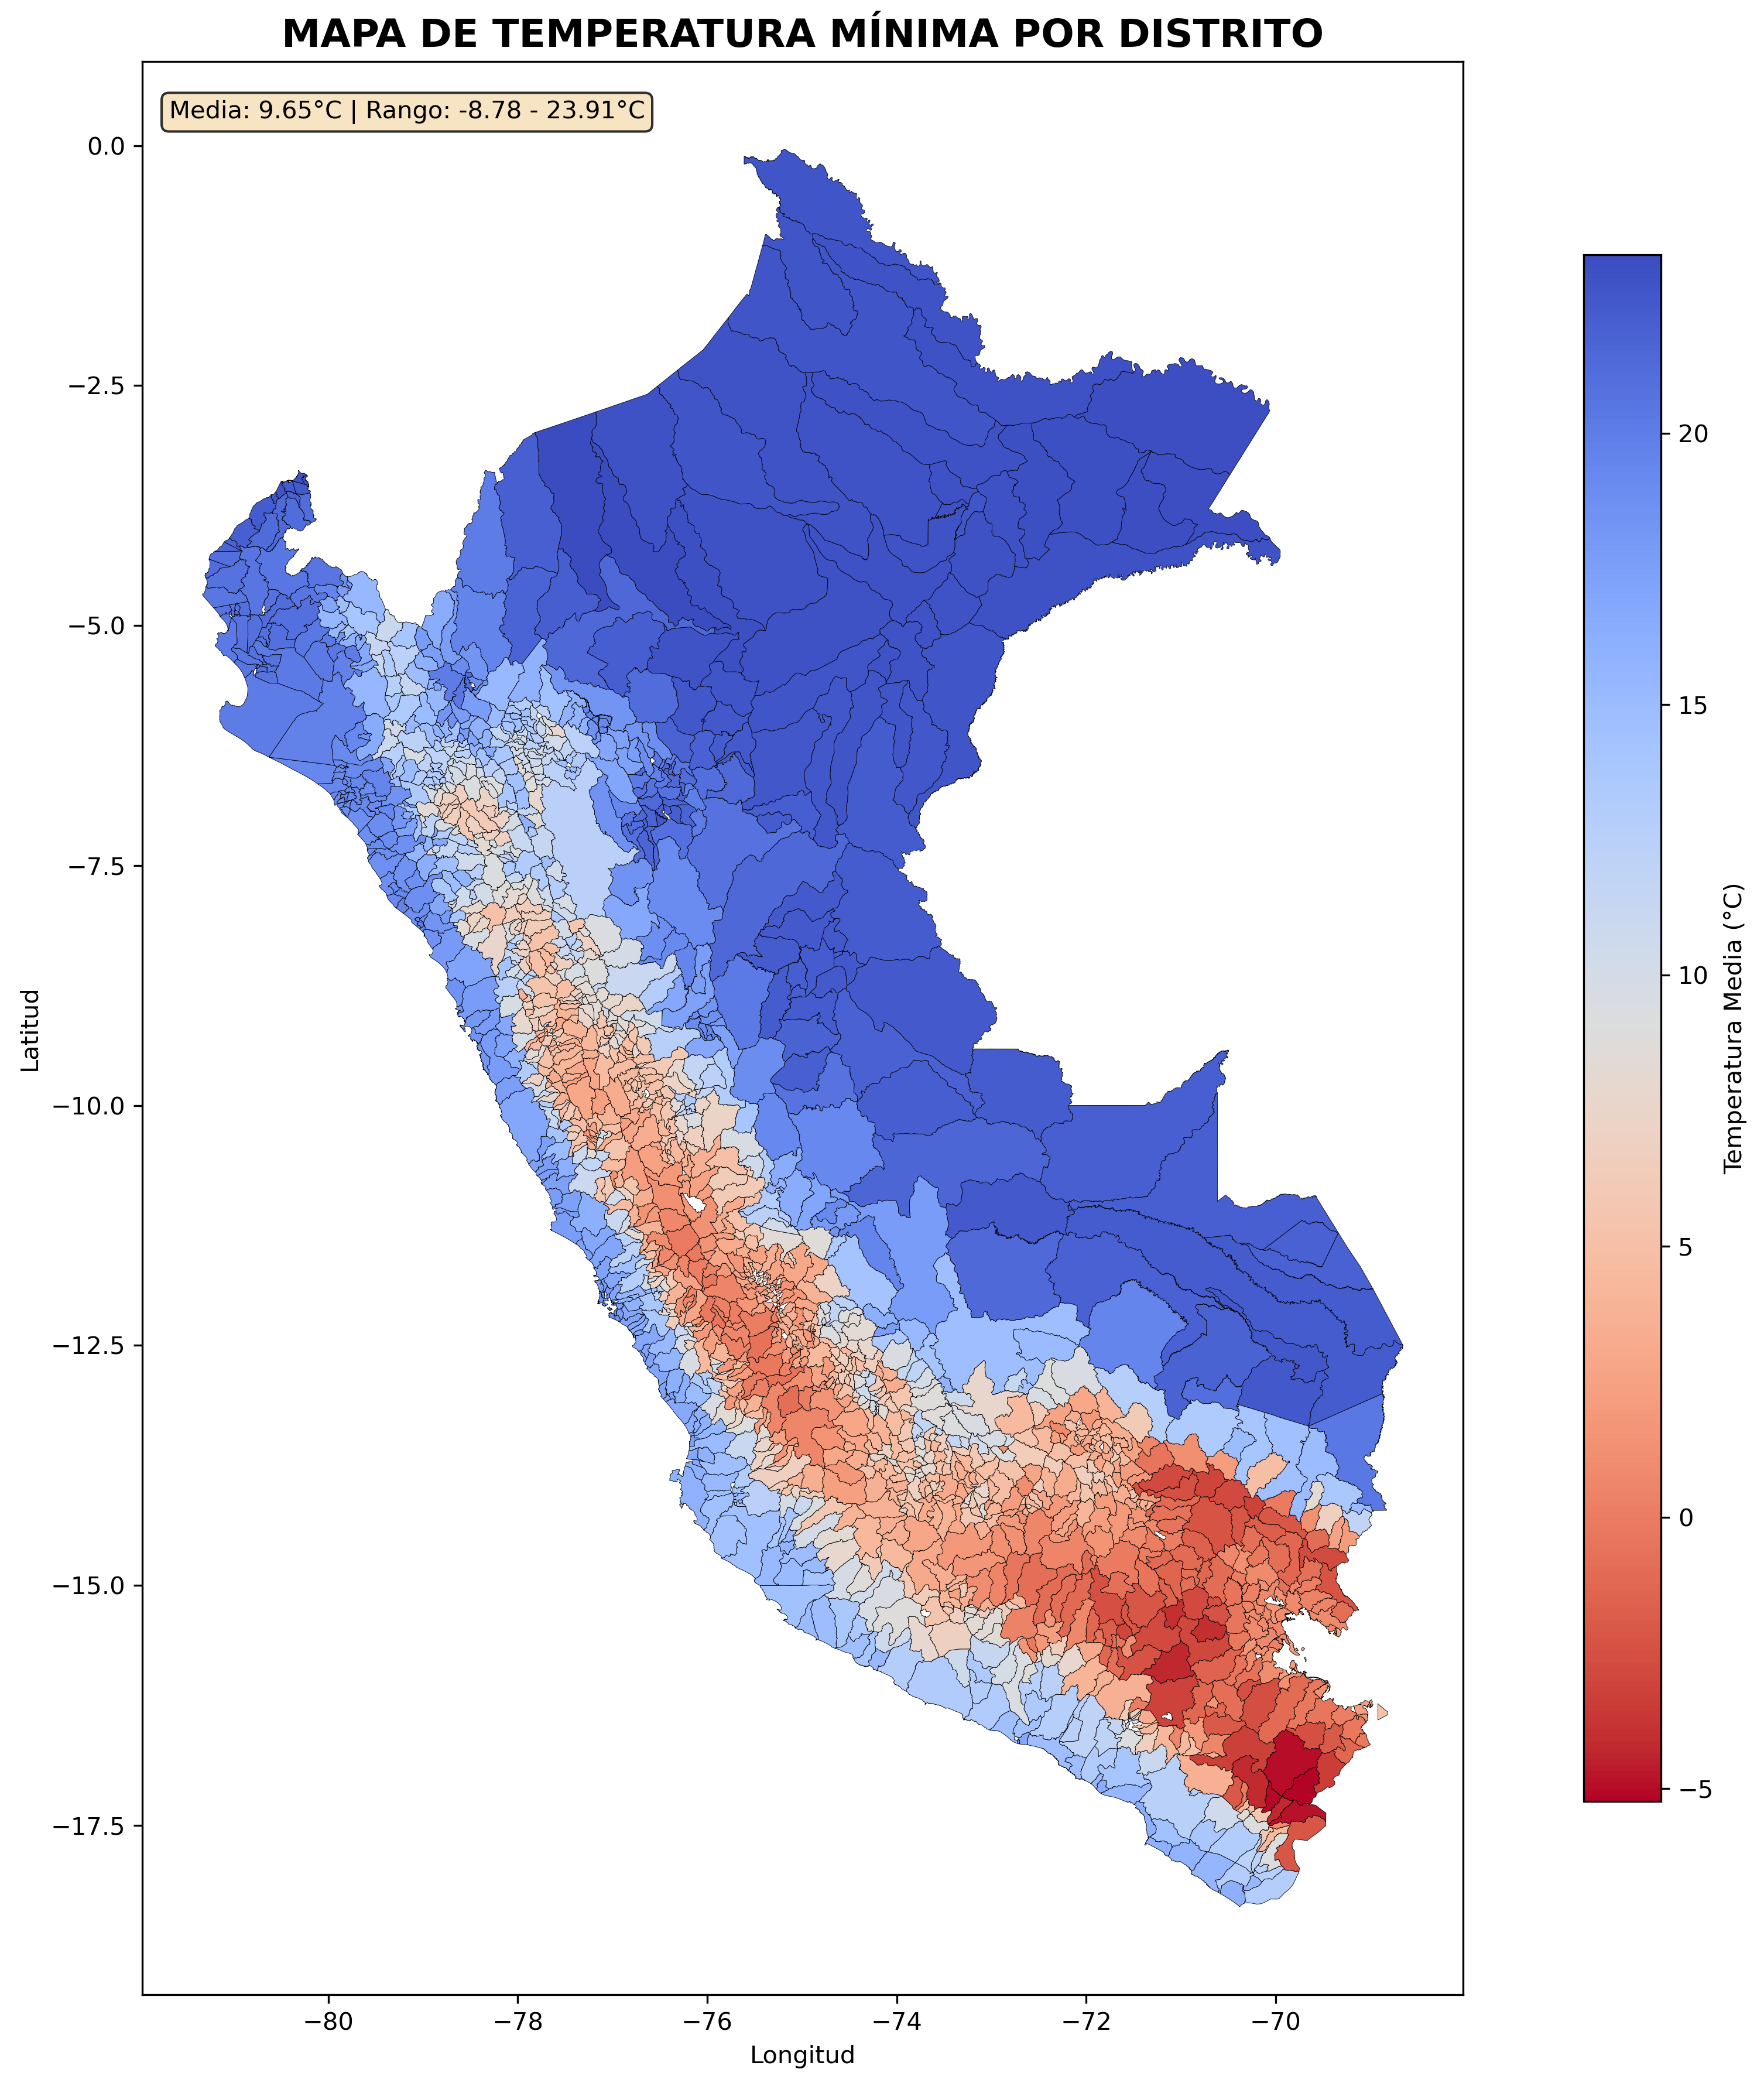 MAPA DE TEMPERATURA MÍNIMA POR DISTRITO
Media: 9.65°C | Rango: -8.78 - 23.91°C
0.0
−2.5
−5.0
−7.5
−10.0
−12.5
−15.0
−17.5
Latitud
−80 −78 −76 −74 −72 −70
Longitud
20
15
10
5
0
−5
Temperatura Media (°C)